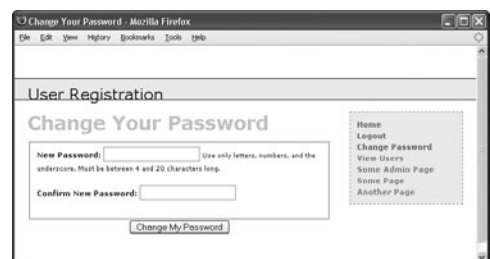 Change Your Password - Mozilla Firefox
File Edit View History Bookmarks Tools Help
User Registration
Change Your Password
New Password: Use only letters, numbers, and the
underscore. Must be between 4 and 20 characters long.
Confirm New Password:
Change My Password
Home
Logout
Change Password
View Users
Some Admin Page
Some Page
Another Page